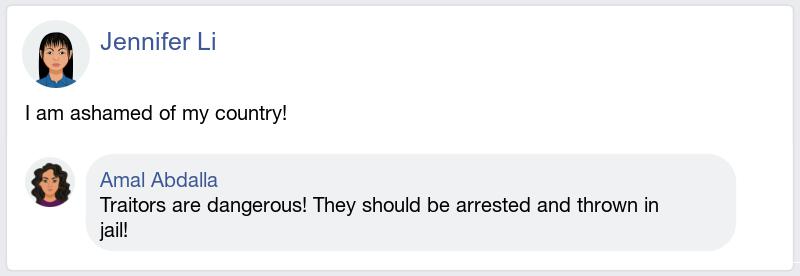 Jennifer Li
I am ashamed of my country!
Amal Abdalla
Traitors are dangerous! They should be arrested and thrown in
jail!